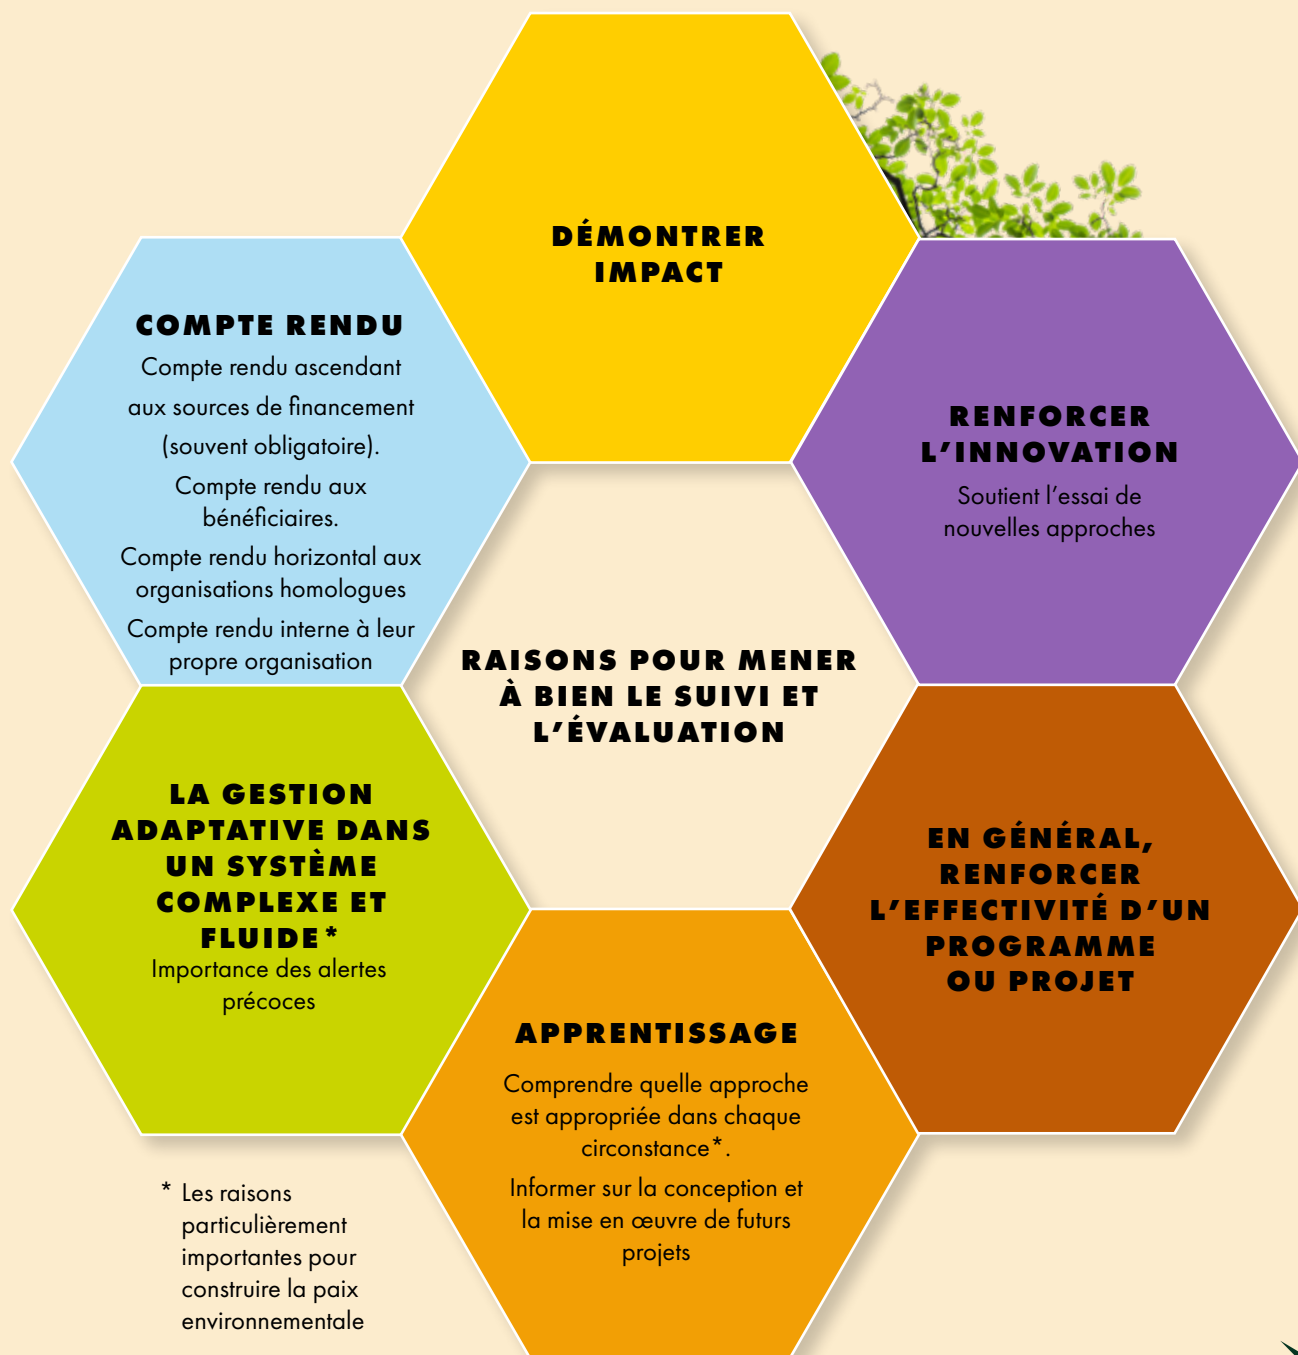 DÉMONTRER
IMPACT
COMPTE RENDU
Compte rendu ascendant
aux sources de financement
(souvent obligatoire).
Compte rendu aux
bénéficiaires.
Compte rendu horizontal aux
organisations homologues
Compte rendu interne à leur
propre organisation
RENFORCER
L’INNOVATION
Soutient l’essai de
nouvelles approches
RAISONS POUR MENER
À BIEN LE SUIVI ET
L’ÉVALUATION
LA GESTION
ADAPTATIVE DANS
UN SYSTÈME
COMPLEXE ET
FLUIDE*
Importance des alertes
précoces
EN GÉNÉRAL,
RENFORCER
L’EFFECTIVITÉ D’UN
PROGRAMME
OU PROJET
APPRENTISSAGE
Comprendre quelle approche
est appropriée dans chaque
circonstance*.
Informer sur la conception et
la mise en œuvre de futurs
projets
* Les raisons
particulièrement
importantes pour
construire la paix
environnementale